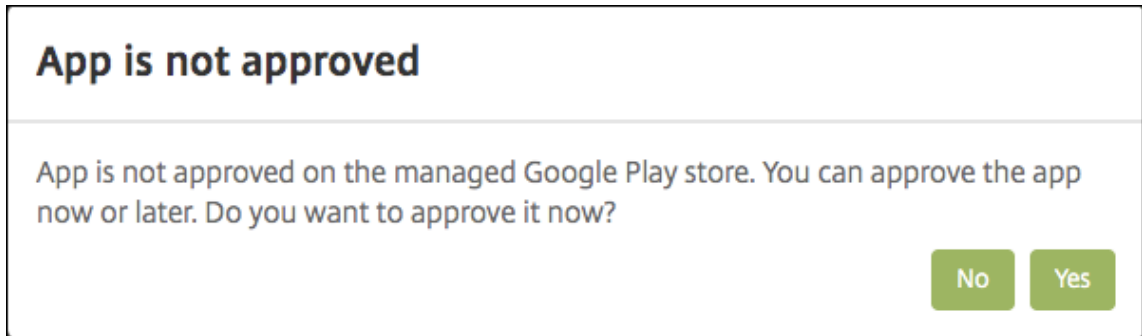 App is not approved
App is not approved on the managed Google Play store. You can approve the app
now or later. Do you want to approve it now?
No Yes